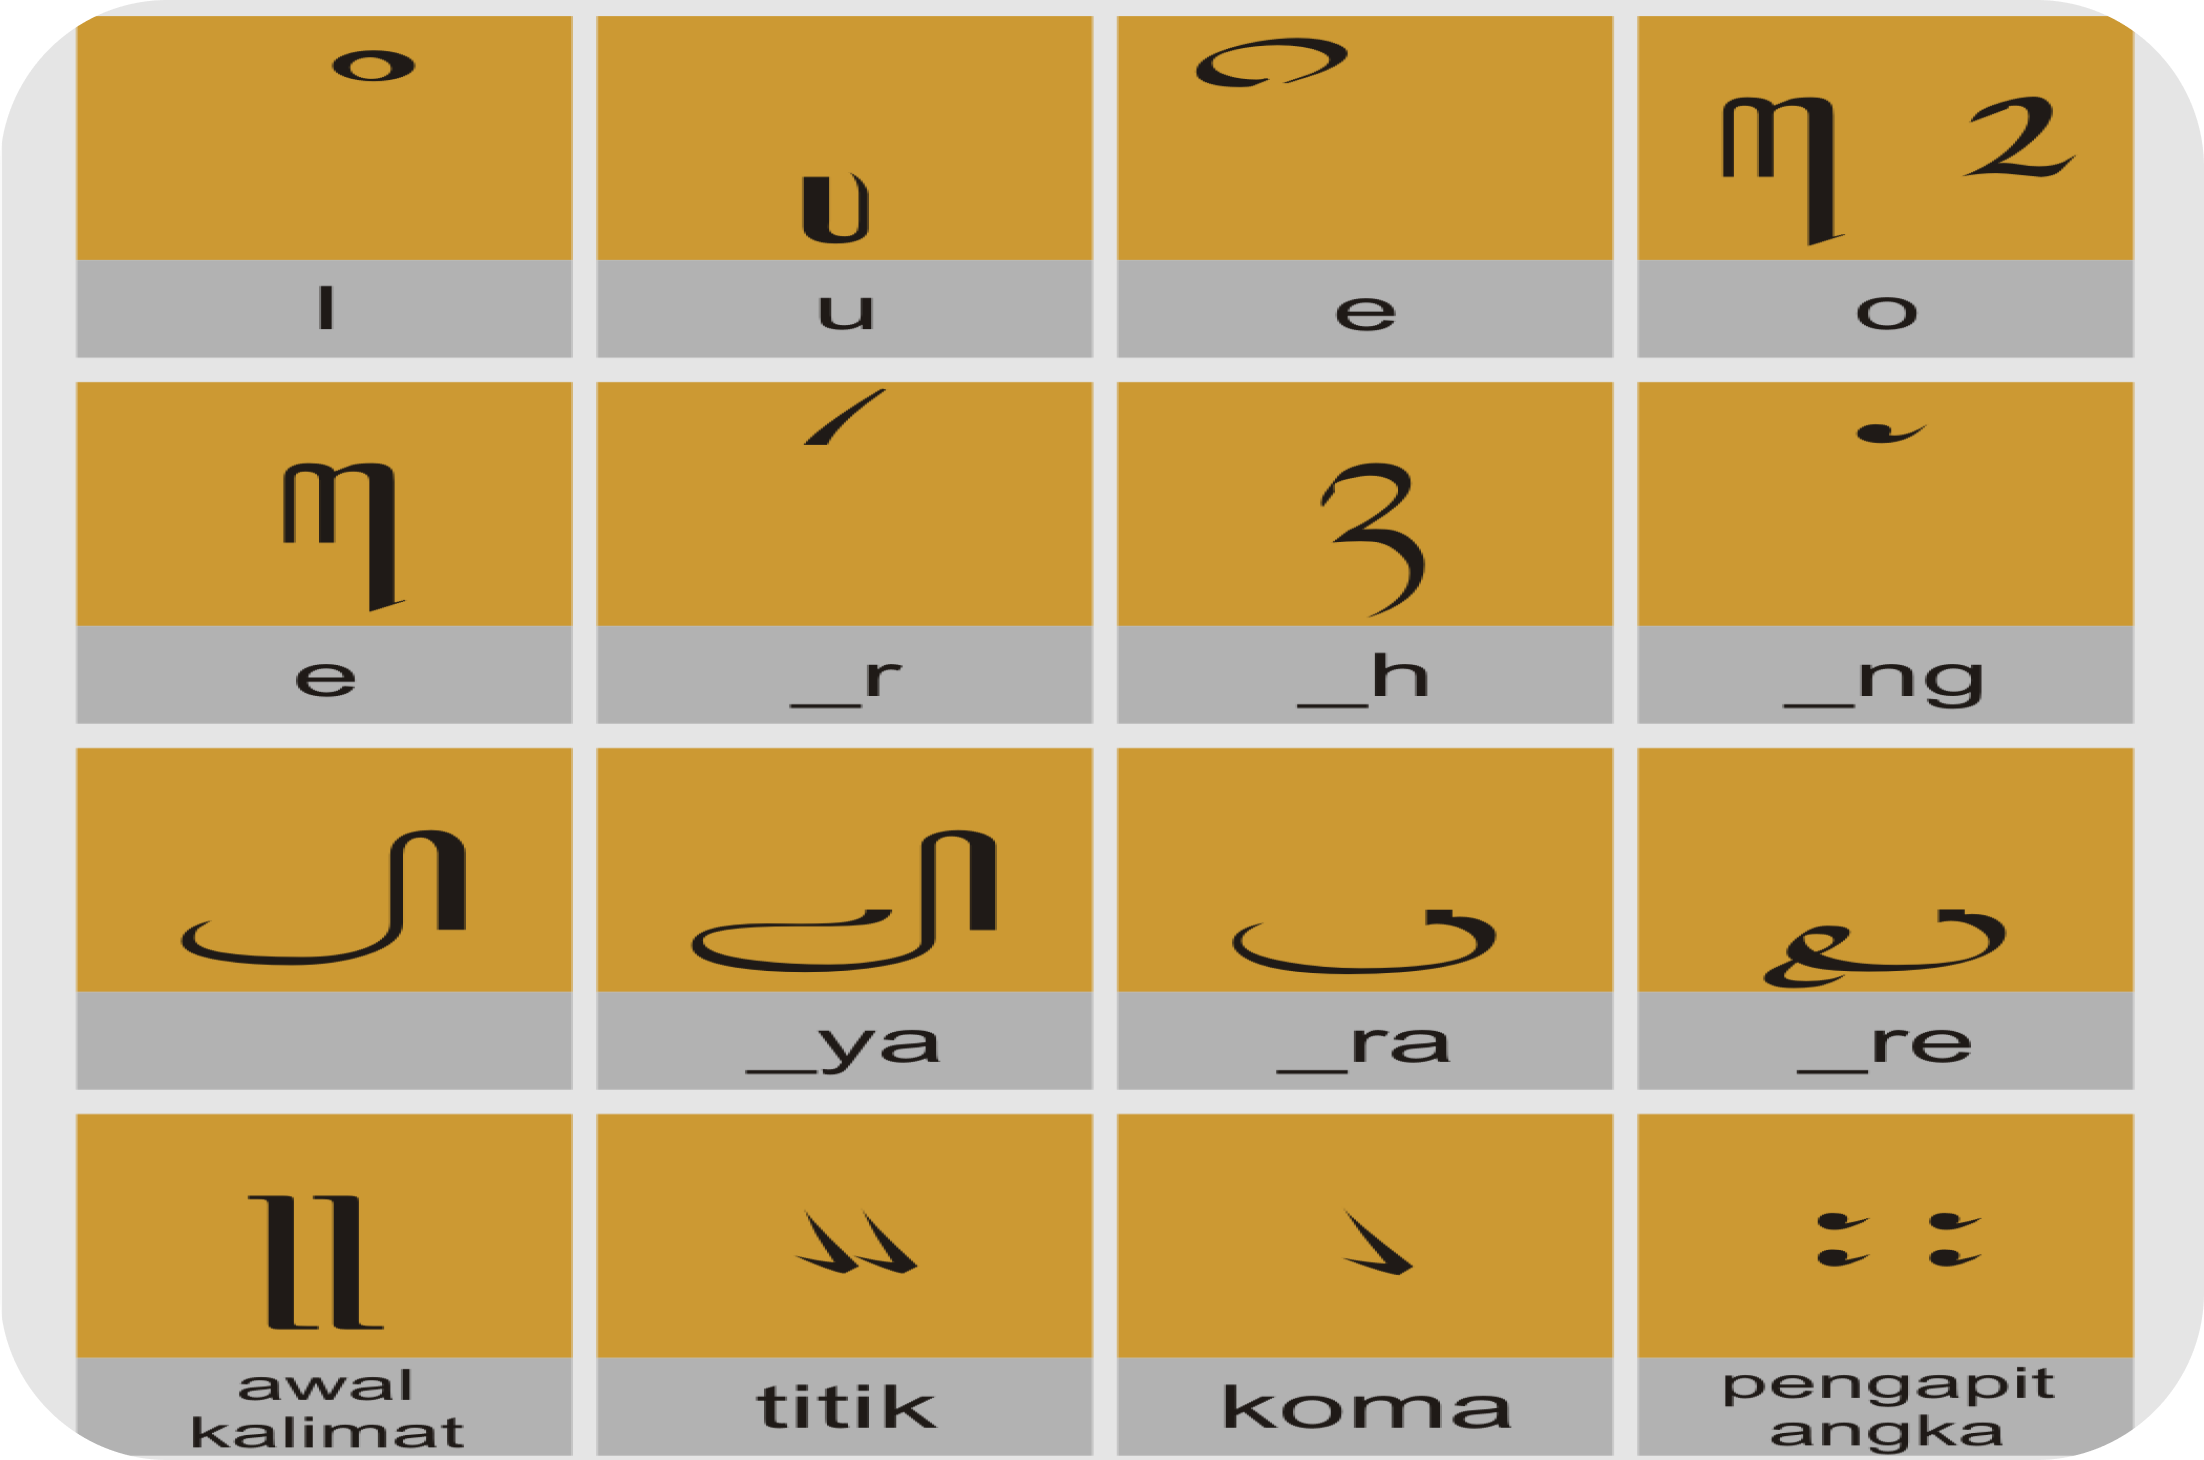 ꦶ ꦸ ꦼ ꦺ ꦴ
I u e o
ꦺ ꦂ ꦃ ꦁ
e _r _h _ng
꧀ ꦾ ꦿ ꦽ
_ya _ra _re
꧋ ꧉ ꧈ ꧇ ꧇
awal kalimat titik koma pengapit angka